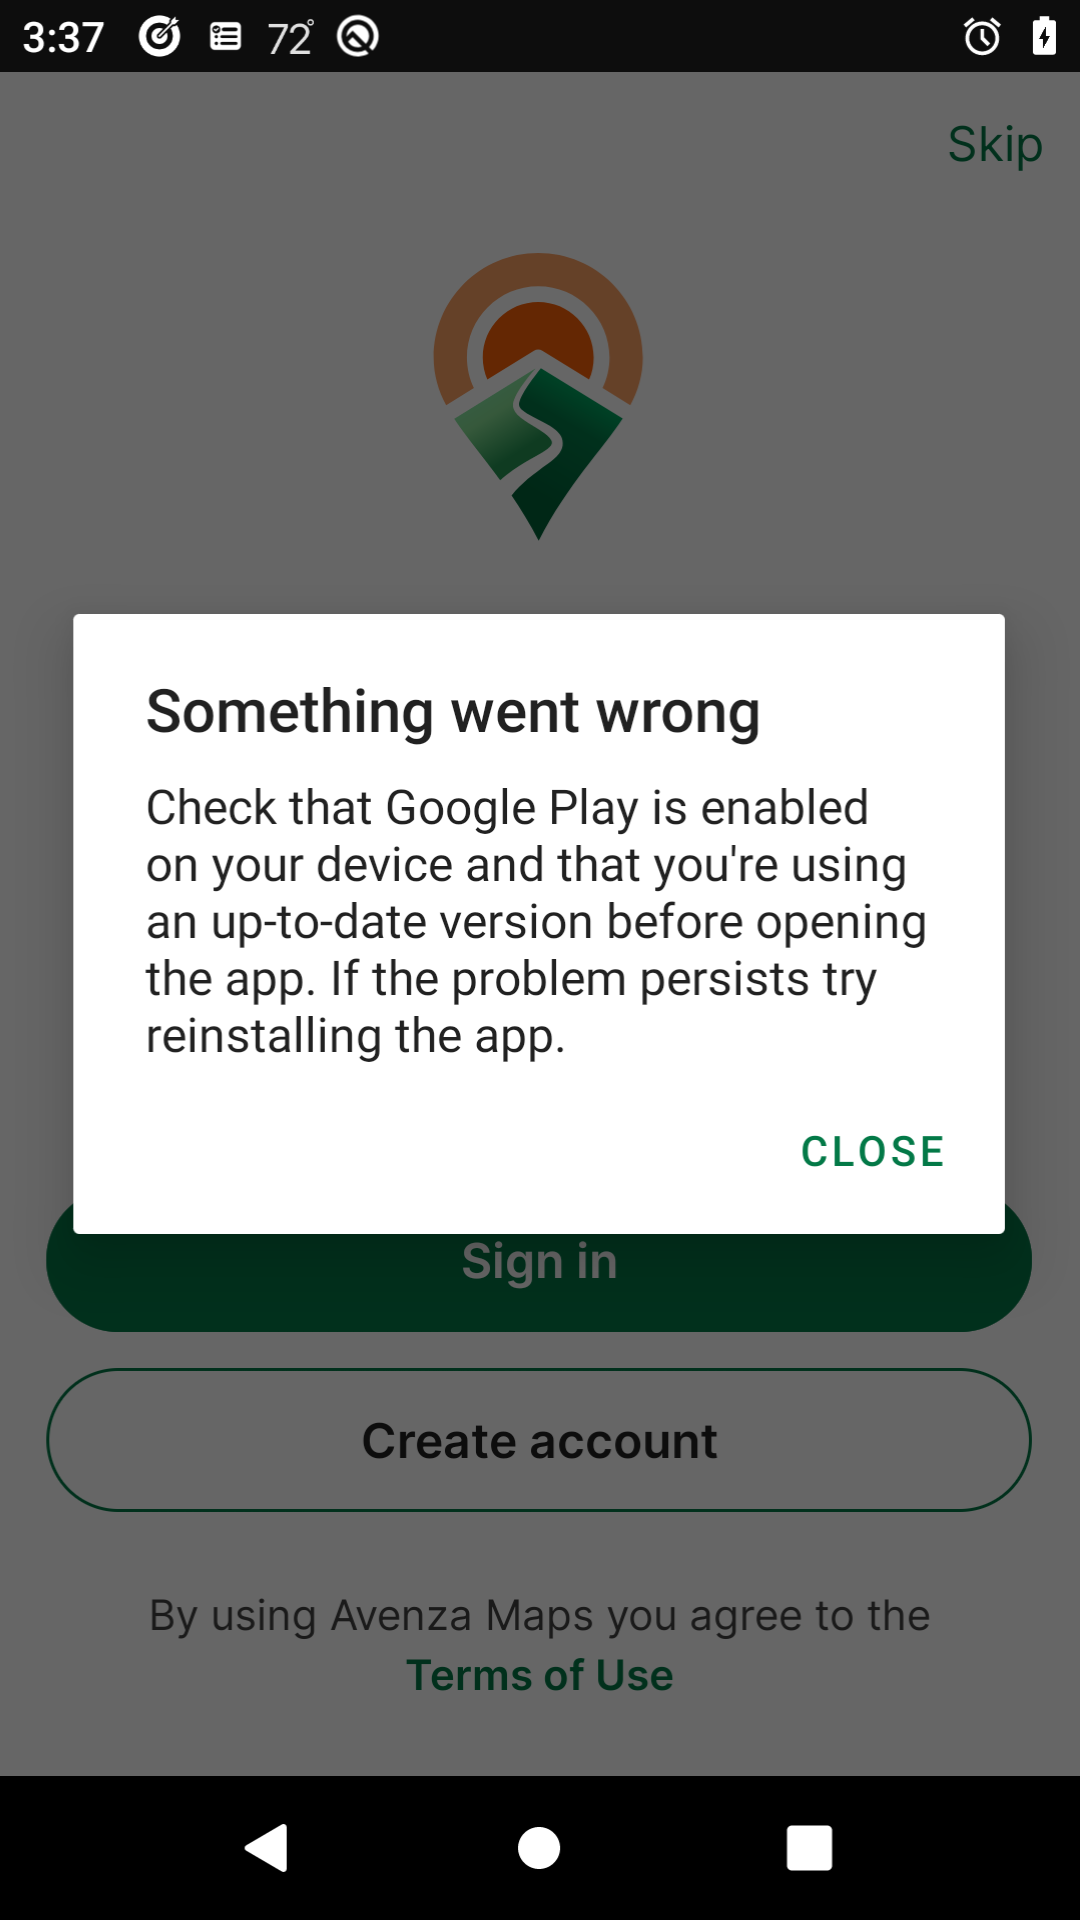 3:37
72°
Skip
Something went wrong
Check that Google Play is enabled
on your device and that you're using
an up-to-date version before opening
the app. If the problem persists try
reinstalling the app.
CLOSE
Sign in
Create account
By using Avenza Maps you agree to the
Terms of Use